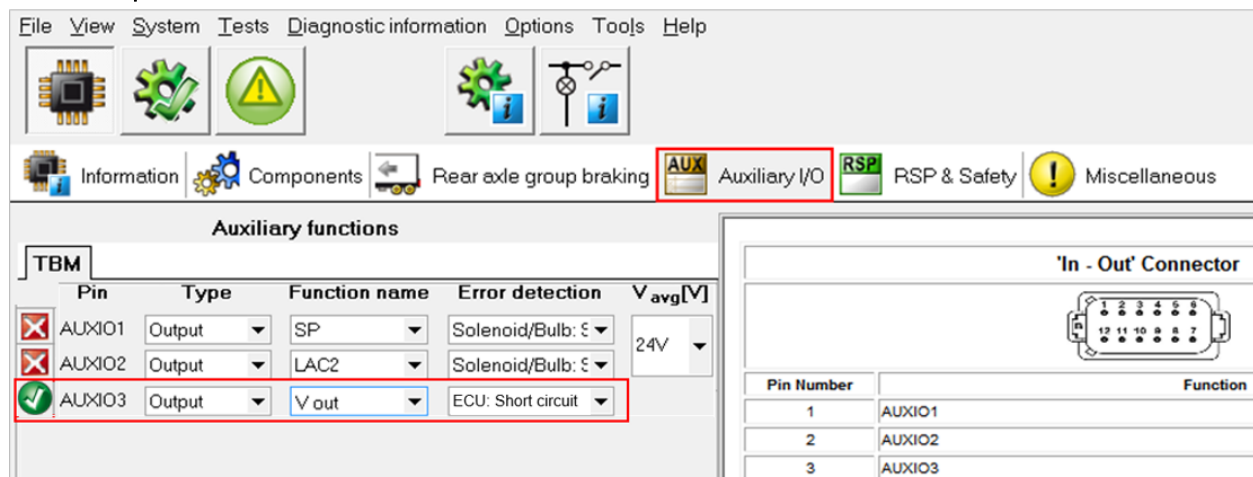 File View System Tests Diagnostic information Options Tools Help
Information Components Rear axle group braking AUX Auxiliary I/O RSP RSP & Safety Miscellaneous
Auxiliary functions
TBM
Pin Type Function name Error detection V avg[V]
AUXIO1 Output SP Solenoid/Bulb: S 24V
AUXIO2 Output LAC2 Solenoid/Bulb: S
AUXIO3 Output V out ECU: Short circuit
'In - Out' Connector
1 2 3 4 5 6
12 11 10 9 8 7
Pin Number Function
1 AUXIO1
2 AUXIO2
3 AUXIO3